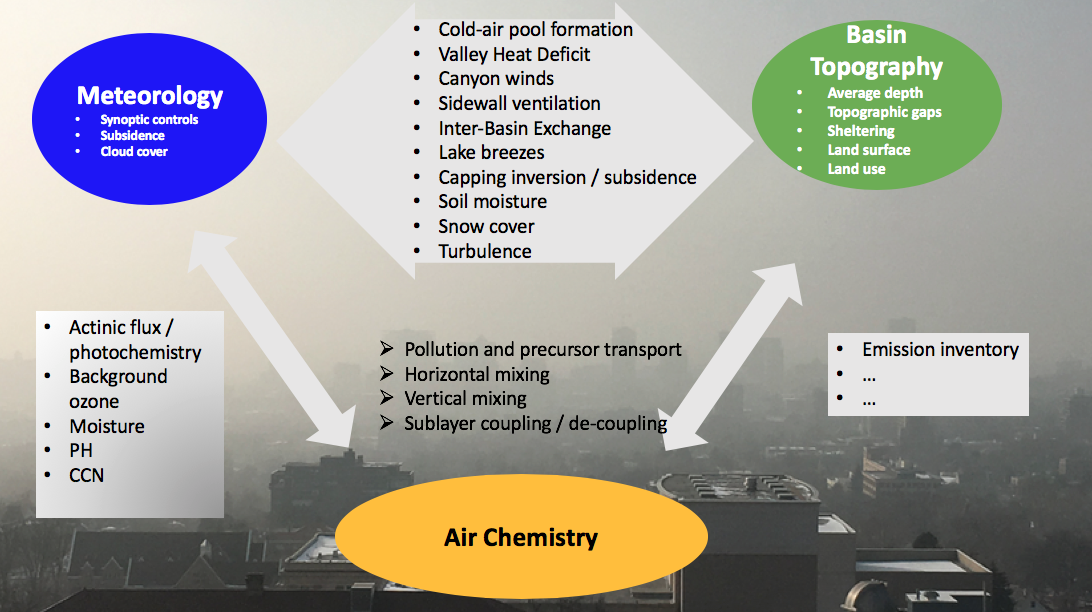 Meteorology
• Synoptic controls
• Subsidence
• Cloud cover
• Cold-air pool formation
• Valley Heat Deficit
• Canyon winds
• Sidewall ventilation
• Inter-Basin Exchange
• Lake breezes
• Capping inversion / subsidence
• Soil moisture
• Snow cover
• Turbulence
Basin
Topography
• Average depth
• Topographic gaps
• Sheltering
• Land surface
• Land use
• Actinic flux /
photochemistry
• Background
ozone
• Moisture
• PH
• CCN
➢ Pollution and precursor transport
➢ Horizontal mixing
➢ Vertical mixing
➢ Sublayer coupling / de-coupling
• Emission inventory
• ...
• ...
Air Chemistry